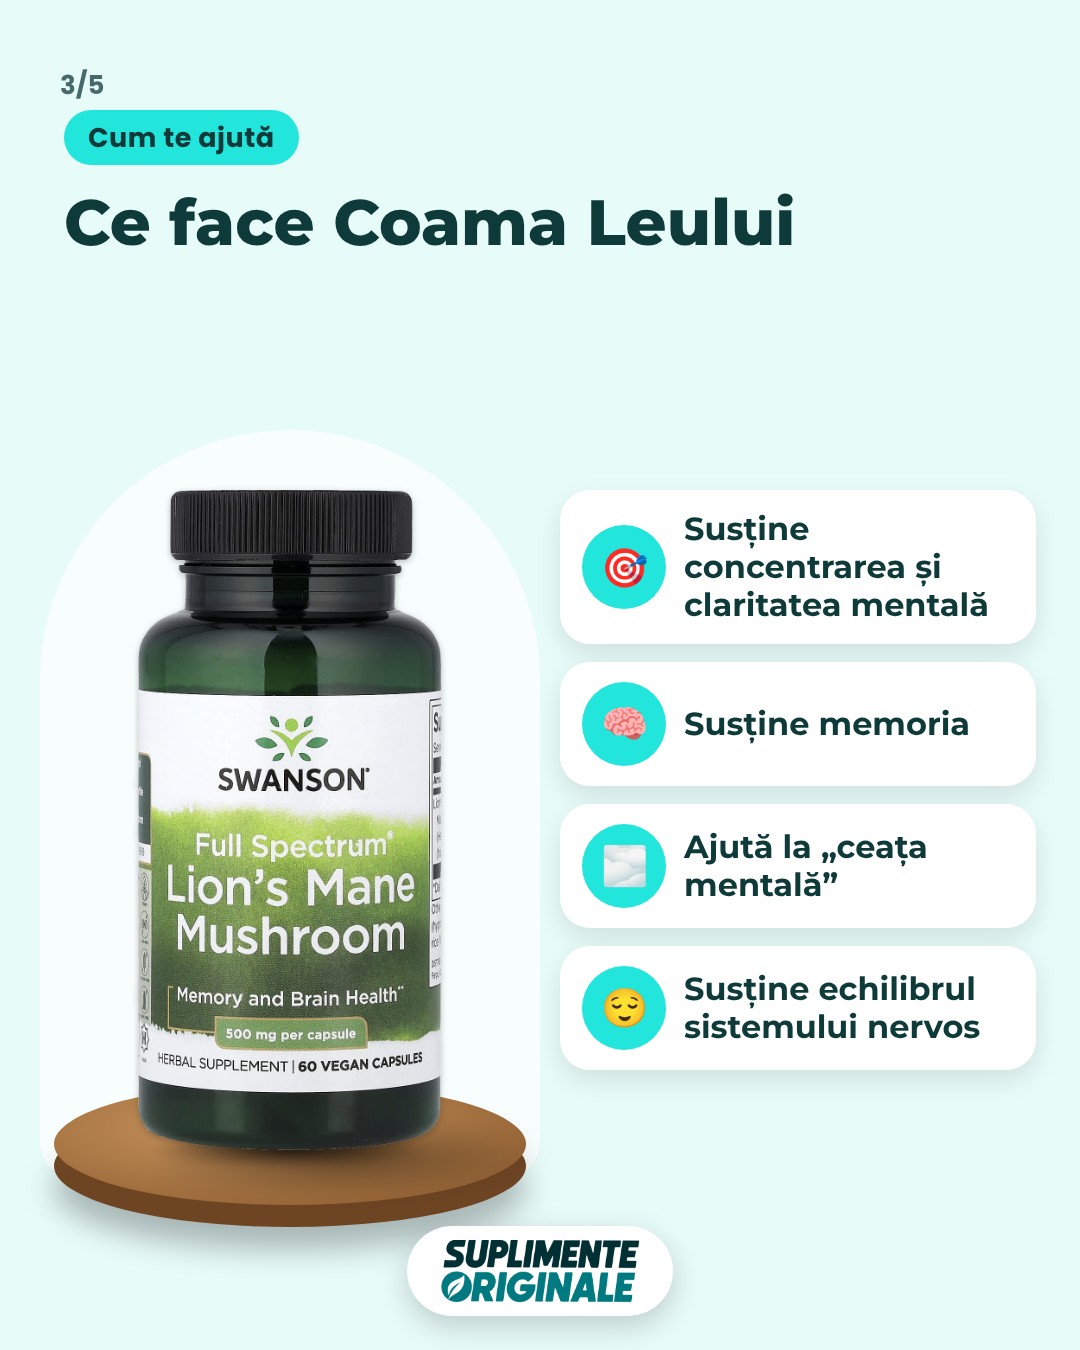 3/5
Cum te ajută
Ce face Coama Leului
SWANSON®
Full Spectrum®
Lion's Mane
Mushroom
Memory and Brain Health**
500 mg per capsule
HERBAL SUPPLEMENT | 60 VEGAN CAPSULES
Susține
concentrarea și
claritatea mentală
Susține memoria
Ajută la „ceața
mentală”
Susține echilibrul
sistemului nervos
SUPLIMENTE
ORIGINALE